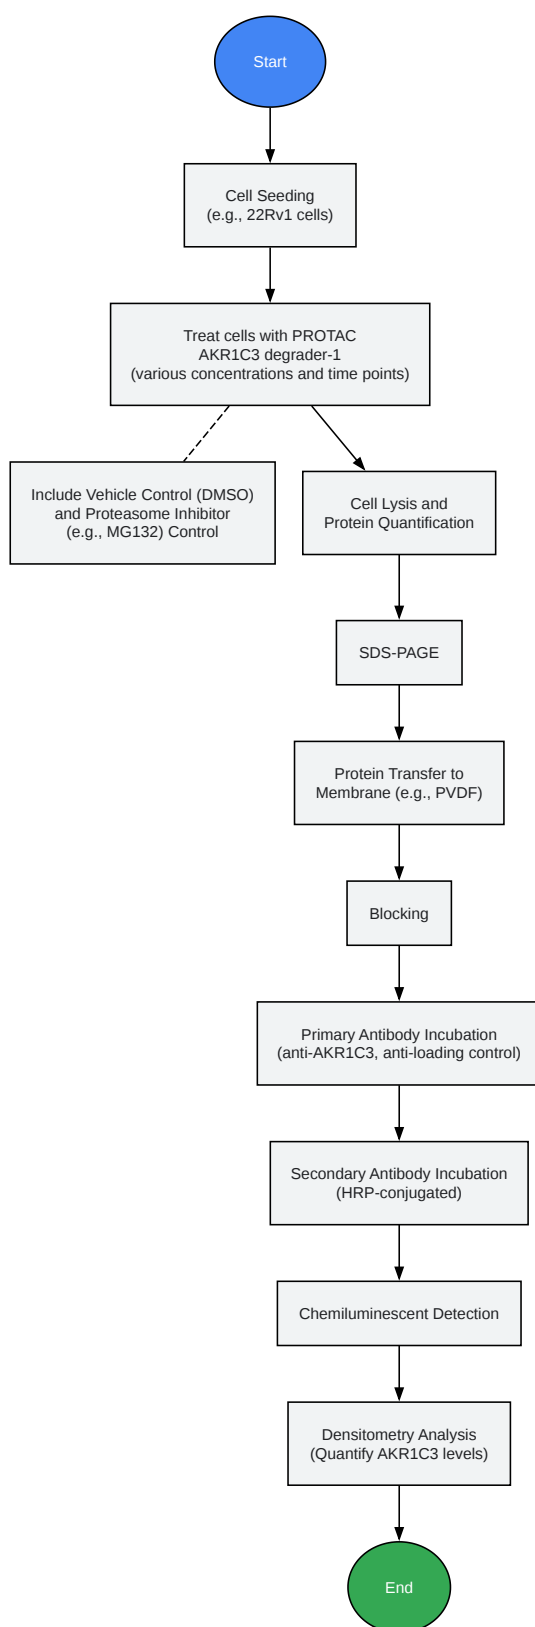 Start
Cell Seeding
(e.g., 22Rv1 cells)
Treat cells with PROTAC
AKR1C3 degrader-1
(various concentrations and time points)
Include Vehicle Control (DMSO)
and Proteasome Inhibitor
(e.g., MG132) Control
Cell Lysis and
Protein Quantification
SDS-PAGE
Protein Transfer to
Membrane (e.g., PVDF)
Blocking
Primary Antibody Incubation
(anti-AKR1C3, anti-loading control)
Secondary Antibody Incubation
(HRP-conjugated)
Chemiluminescent Detection
Densitometry Analysis
(Quantify AKR1C3 levels)
End